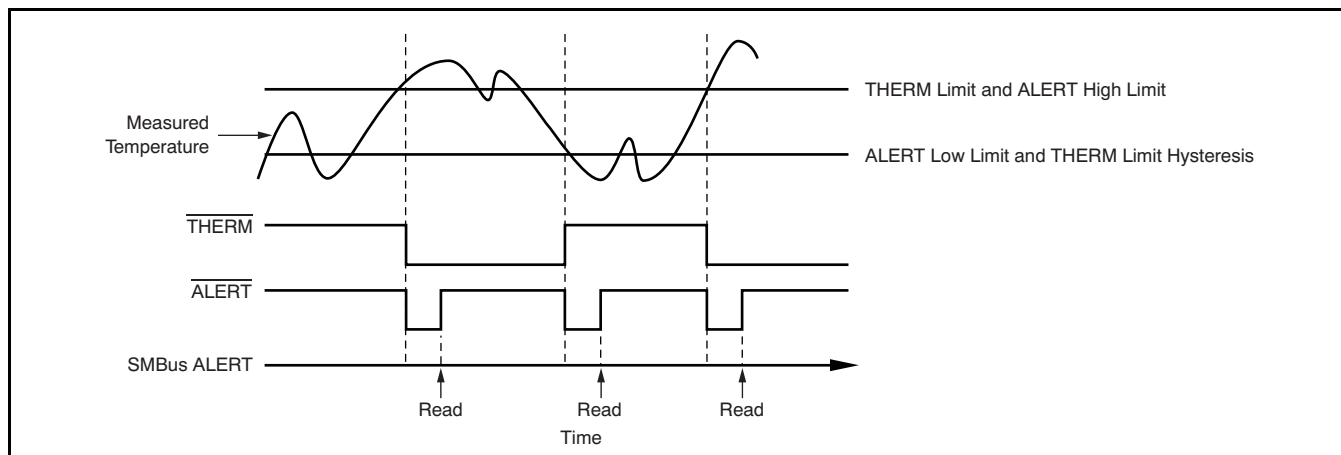 THERM Limit and ALERT High Limit
Measured
Temperature
ALERT Low Limit and THERM Limit Hysteresis
THERM
ALERT
SMBus ALERT
Read
Read
Read
Time